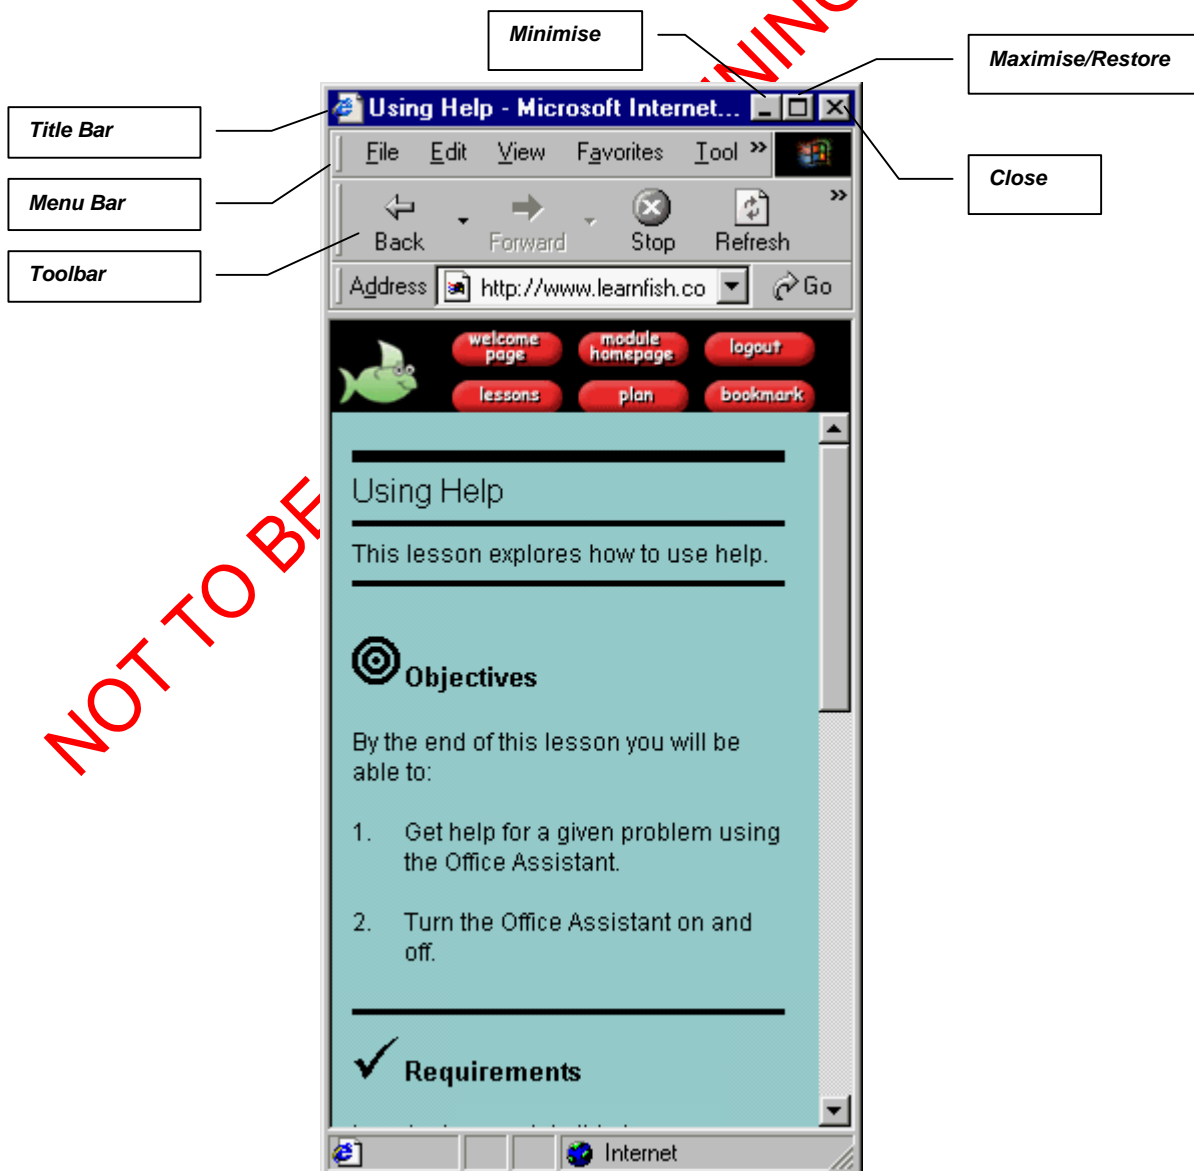 Minimise
Maximise/Restore
Title Bar
Using Help - Microsoft Internet...
Close
Menu Bar
File Edit View Favorites Tool »
Toolbar
Back Forward Stop Refresh »
Address http://www.learnfish.co Go
welcome page
module homepage
logout
lessons plan bookmark
Using Help
This lesson explores how to use help.
NOT TO BE
Objectives
By the end of this lesson you will be
able to:
1. Get help for a given problem using
the Office Assistant.
2. Turn the Office Assistant on and
off.
Requirements
Internet